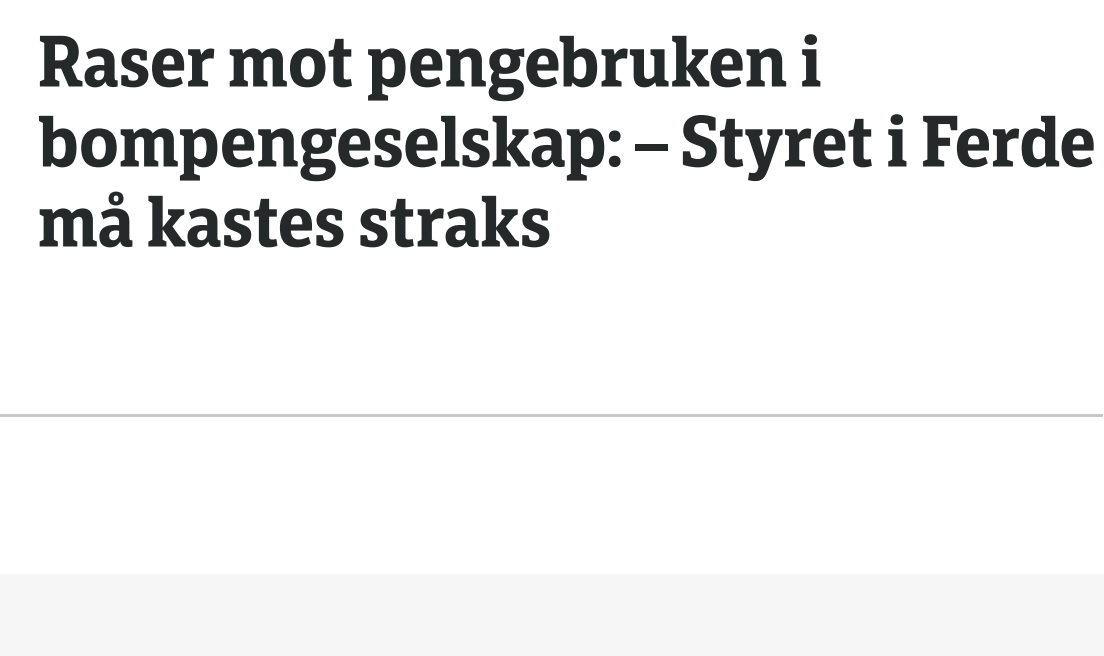 Raser mot pengebruken i
bompengeselskap: – Styret i Ferde
må kastes straks